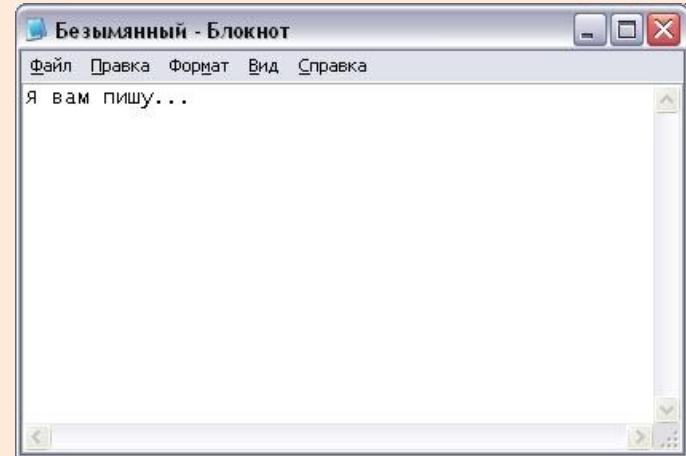 Безымянный - Блокнот
Файл Правка Формат Вид Справка
Я вам пишу...